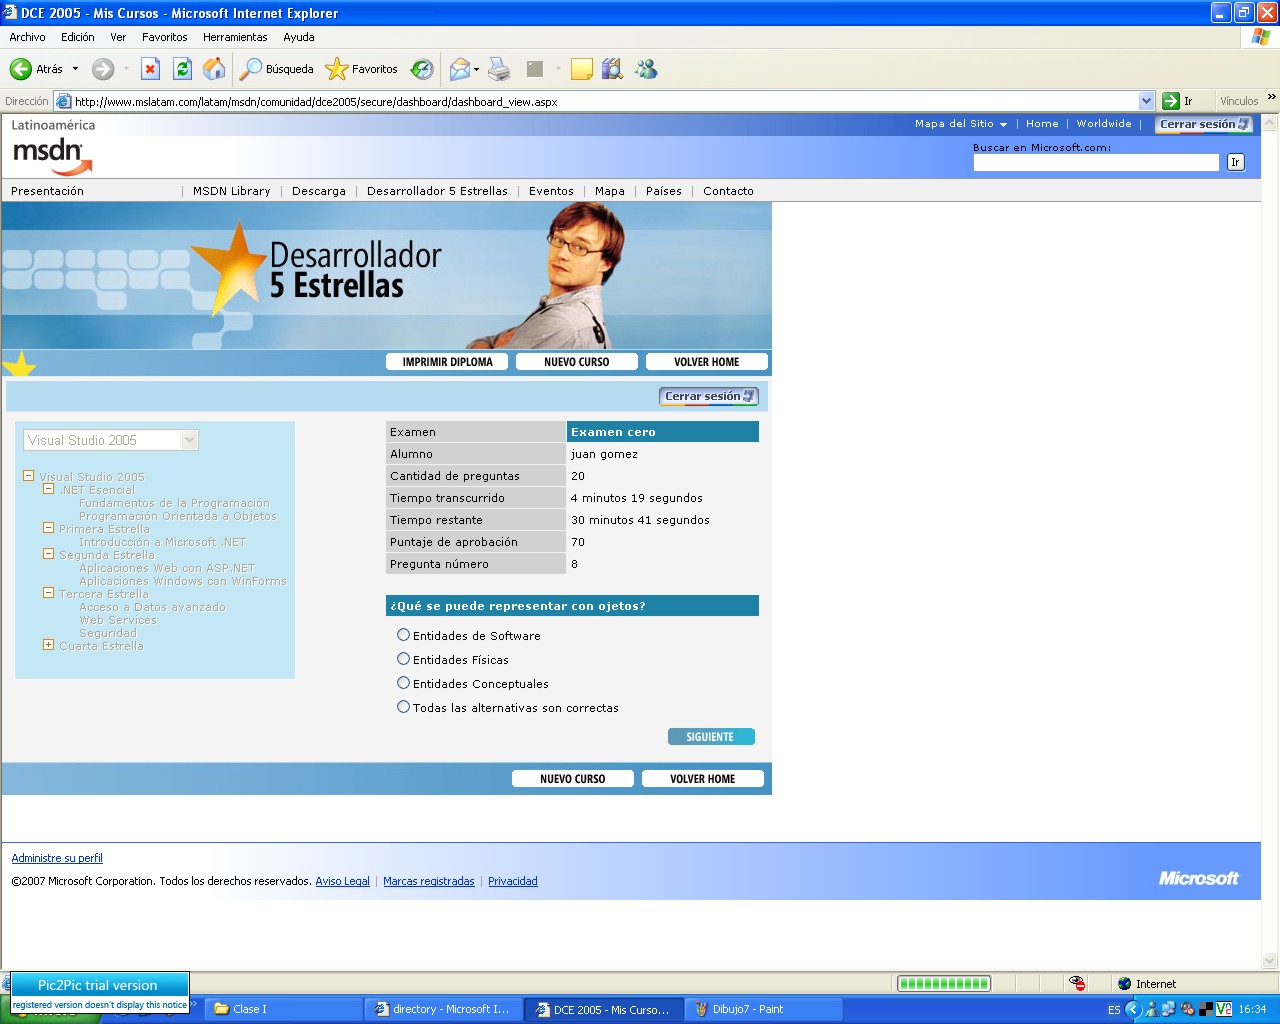 DCE 2005 - Mis Cursos - Microsoft Internet Explorer
Archivo Edición Ver Favoritos Herramientas Ayuda
Atrás Búsqueda Favoritos
Dirección http://www.mslatam.com/latam/msdn/comunidad/dce2005/secure/dashboard/dashboard_view.aspx Ir Vínculos »
Latinoamérica
msdn
Mapa del Sitio | Home | Worldwide | Cerrar sesión
Buscar en Microsoft.com:
Ir
Presentación | MSDN Library | Descarga | Desarrollador 5 Estrellas | Eventos | Mapa | Países | Contacto
Desarrollador
5 Estrellas
IMPRIMIR DIPLOMA NUEVO CURSO VOLVER HOME
Cerrar sesión
Visual Studio 2005
Visual Studio 2005
.NET Esencial
Fundamentos de la Programación
Programación Orientada a Objetos
Primera Estrella
Introducción a Microsoft .NET
Segunda Estrella
Aplicaciones Web con ASP.NET
Aplicaciones Windows con WinForms
Tercera Estrella
Acceso a Datos avanzado
Web Services
Seguridad
Cuarta Estrella
Examen Examen cero
Alumno juan gomez
Cantidad de preguntas 20
Tiempo transcurrido 4 minutos 19 segundos
Tiempo restante 30 minutos 41 segundos
Puntaje de aprobación 70
Pregunta número 8
¿Qué se puede representar con ojetos?
Entidades de Software
Entidades Físicas
Entidades Conceptuales
Todas las alternativas son correctas
SIGUIENTE
NUEVO CURSO VOLVER HOME
Administre su perfil
©2007 Microsoft Corporation. Todos los derechos reservados. Aviso Legal | Marcas registradas | Privacidad
Microsoft
Internet
Pic2Pic trial version
registered version doesn't display this notice
» Clase I directory - Microsoft I... DCE 2005 - Mis Curso... Dibujo7 - Paint ES 16:34